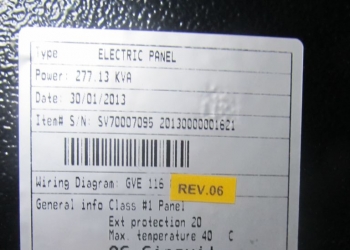 Type ELECTRIC PANEL
Power: 277.13 KVA
Date: 30/01/2013
Item# S/N: SV70007095 20130000001621
Wiring Diagram: GVE 116 REV.06
General info Class #1 Panel
Ext protection 20
Max. temperature 40 C